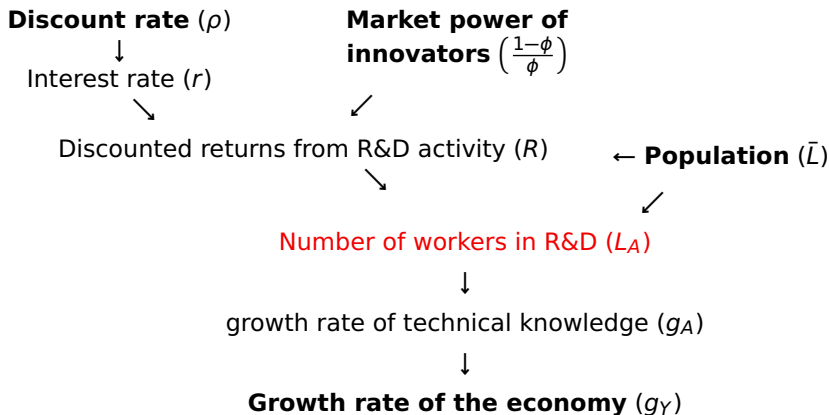 Discount rate (ρ)
Market power of
innovators ((1−ϕ)/ϕ)
↓
Interest rate (r)
↘ ↙
Discounted returns from R&D activity (R)
← Population (L̄)
↘ ↙
Number of workers in R&D (L_A)
↓
growth rate of technical knowledge (g_A)
↓
Growth rate of the economy (g_Y)